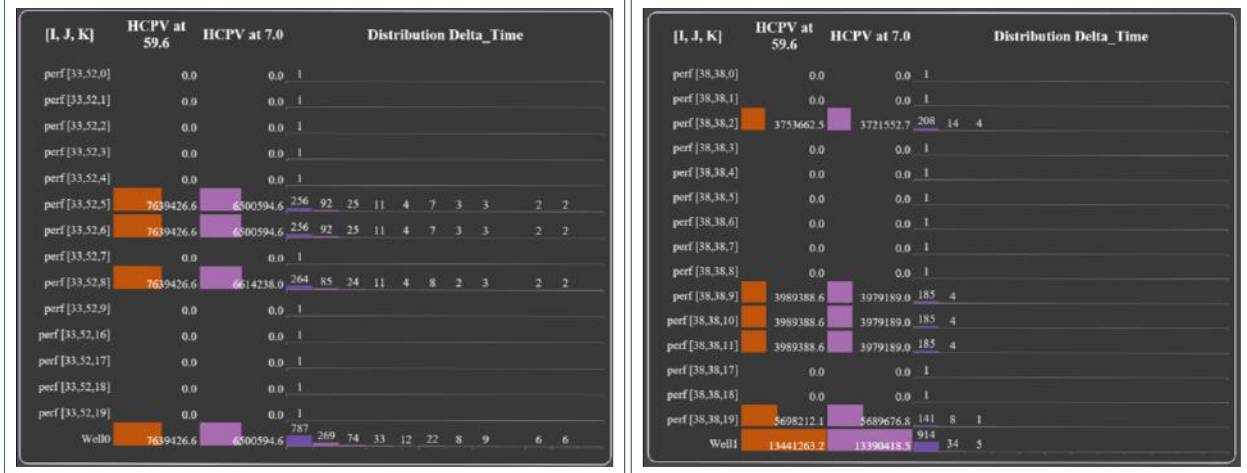 [I, J, K] HCPV at 59.6 HCPV at 7.0 Distribution Delta_Time
perf [33,52,0] 0.0 0.0 1
perf [33,52,1] 0.0 0.0 1
perf [33,52,2] 0.0 0.0 1
perf [33,52,3] 0.0 0.0 1
perf [33,52,4] 0.0 0.0 1
perf [33,52,5] 7639426.6 6500594.6 256 92 25 11 4 7 3 3 2 2
perf [33,52,6] 7639426.6 6500594.6 256 92 25 11 4 7 3 3 2 2
perf [33,52,7] 0.0 0.0 1
perf [33,52,8] 7639426.6 6614238.0 264 85 24 11 4 8 2 3 2 2
perf [33,52,9] 0.0 0.0 1
perf [33,52,16] 0.0 0.0 1
perf [33,52,17] 0.0 0.0 1
perf [33,52,18] 0.0 0.0 1
perf [33,52,19] 0.0 0.0 1
Well0 7639426.6 6500594.6 787 269 74 33 12 22 8 9 6 6
[I, J, K] HCPV at 59.6 HCPV at 7.0 Distribution Delta_Time
perf [38,38,0] 0.0 0.0 1
perf [38,38,1] 0.0 0.0 1
perf [38,38,2] 3753662.5 3721552.7 208 14 4
perf [38,38,3] 0.0 0.0 1
perf [38,38,4] 0.0 0.0 1
perf [38,38,5] 0.0 0.0 1
perf [38,38,6] 0.0 0.0 1
perf [38,38,7] 0.0 0.0 1
perf [38,38,8] 0.0 0.0 1
perf [38,38,9] 3989388.6 3979189.0 185 4
perf [38,38,10] 3989388.6 3979189.0 185 4
perf [38,38,11] 3989388.6 3979189.0 185 4
perf [38,38,17] 0.0 0.0 1
perf [38,38,18] 0.0 0.0 1
perf [38,38,19] 5698212.1 5689676.8 141 8 1
Well1 13441263.2 13390418.5 914 34 5